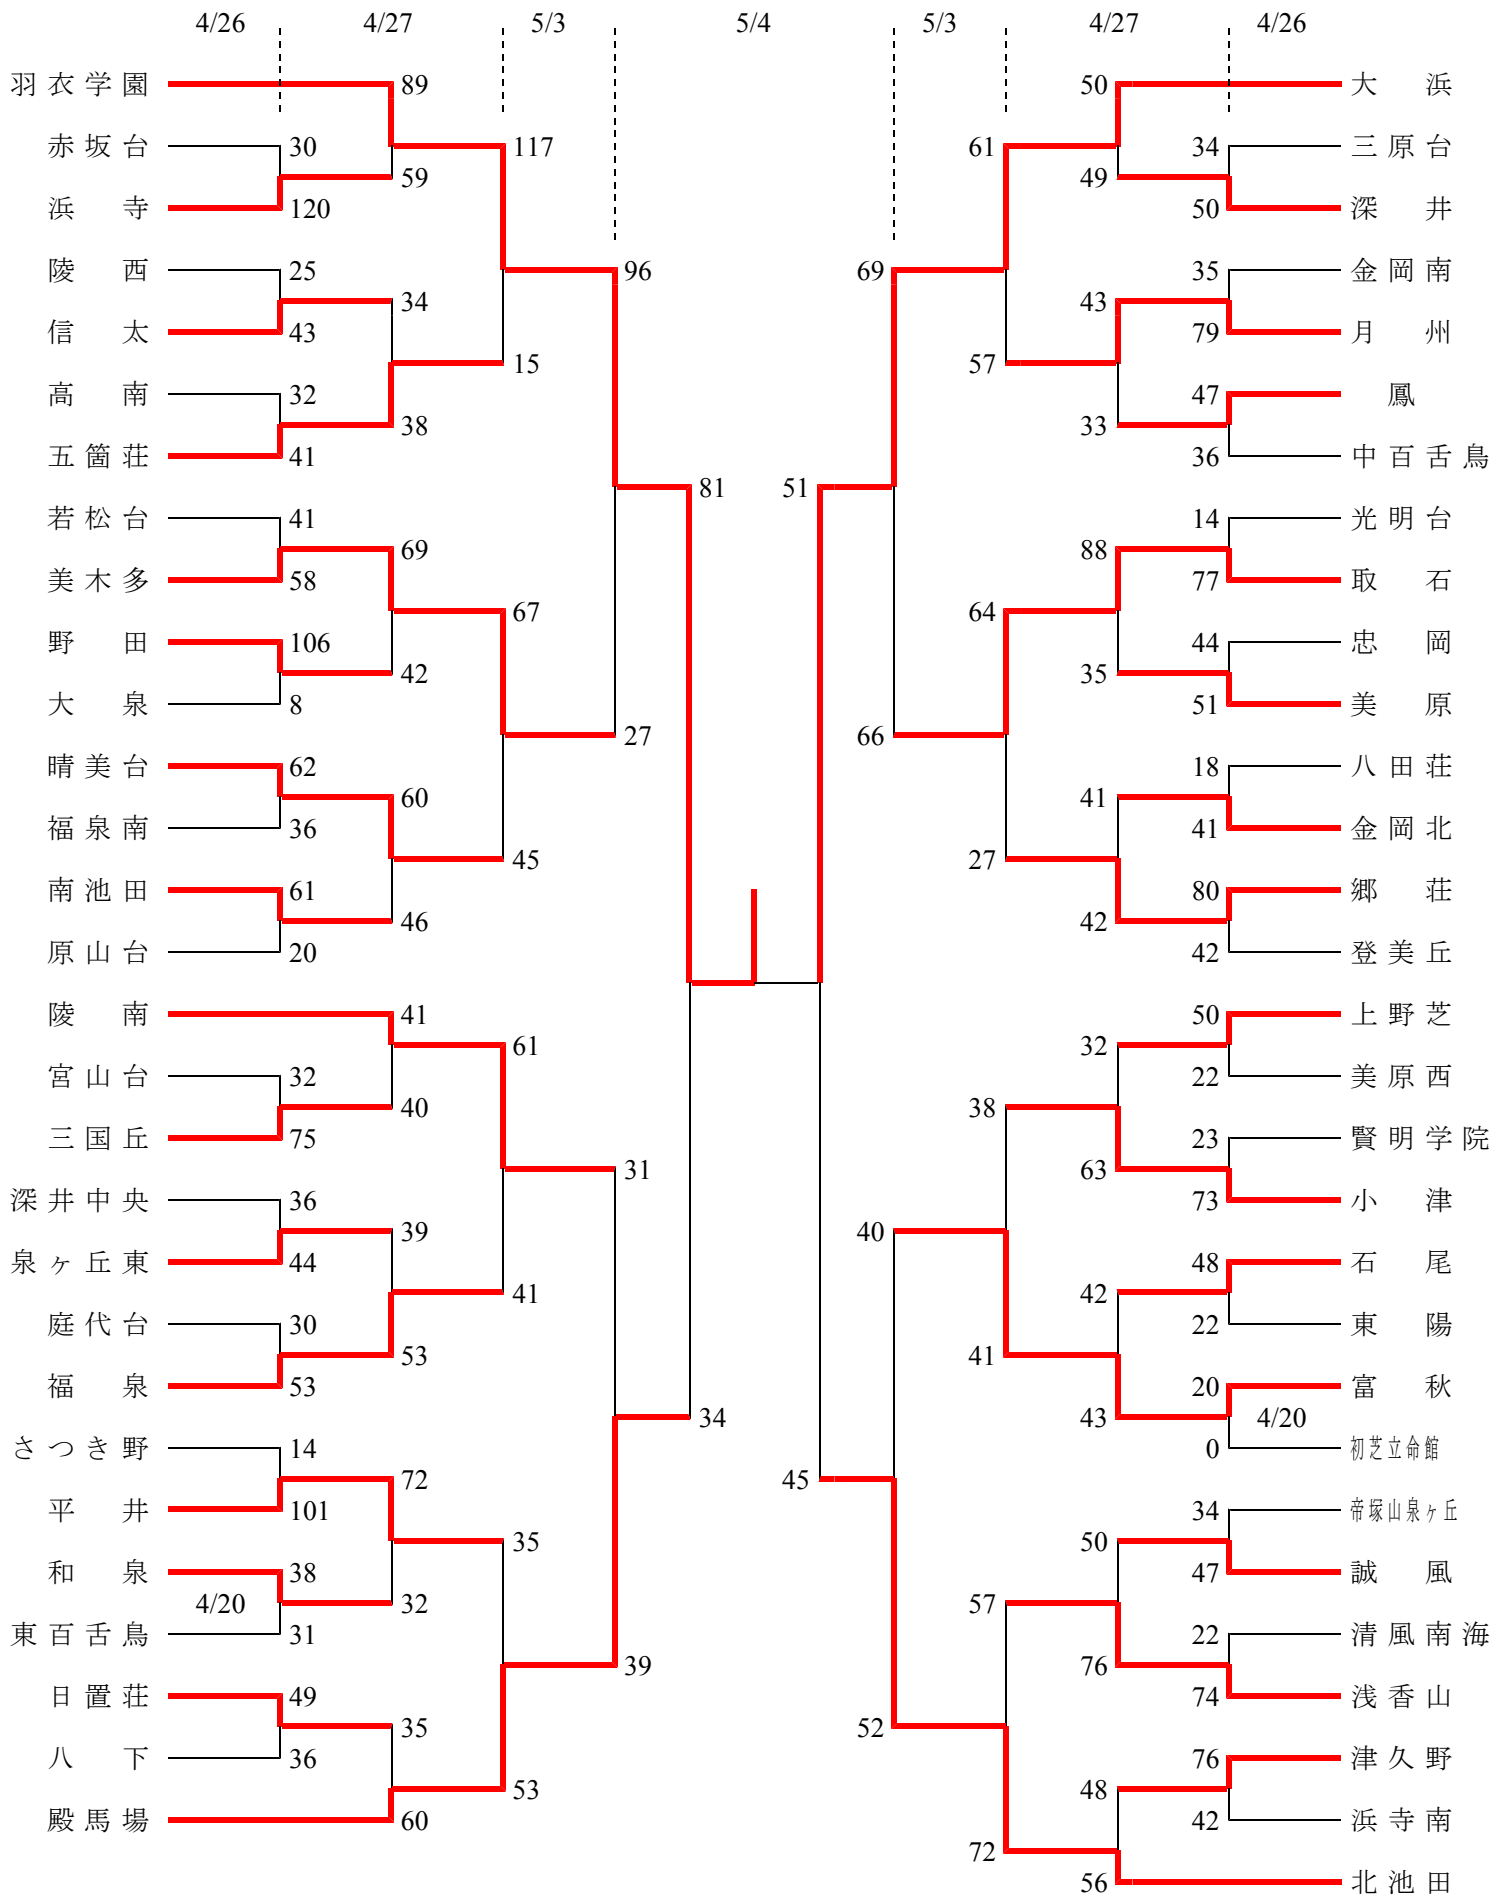 4/26 4/27 5/3 5/4 5/3 4/27 4/26
羽衣学園 89 50 大浜
赤坂台 30 117 61 34 三原台
59 49
浜寺 120 50 深井
陵西 25 96 69 35 金岡南
34 43
信太 43 79 月州
15 57
高南 32 47 鳳
38 33
五箇荘 41 36 中百舌鳥
81 51
若松台 41 14 光明台
69 88
美木多 58 77 取石
67 64
野田 106 44 忠岡
42 35
大泉 8 51 美原
27 66
晴美台 62 18 八田荘
60 41
福泉南 36 41 金岡北
45 27
南池田 61 80 郷荘
46 42
原山台 20 42 登美丘
陵南 41 50 上野芝
61 32
宮山台 32 22 美原西
40 38
三国丘 75 23 賢明学院
31 63
深井中央 36 73 小津
39 40
泉ヶ丘東 44 48 石尾
41 42
庭代台 30 22 東陽
53 41
福泉 53 20 富秋
34 43 4/20
さつき野 14 0 初芝立命館
72 45
平井 101 34 帝塚山泉ヶ丘
35 50
和泉 38 47 誠風
4/20 32 57
東百舌鳥 31 22 清風南海
39 76
日置荘 49 74 浅香山
35 52
八下 36 76 津久野
53 48
殿馬場 60 42 浜寺南
72
56 北池田